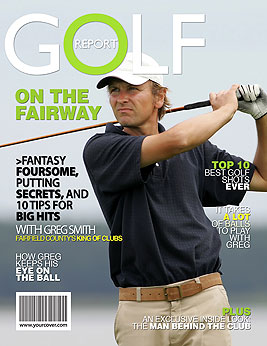 GOLF
REPORT
ON THE
FAIRWAY
>FANTASY
FOURSOME,
PUTTING
SECRETS, AND
10 TIPS FOR
BIG HITS
WITH GREG SMITH
FAIRFIELD COUNTY'S KING OF CLUBS
HOW GREG
KEEPS HIS
EYE ON
THE BALL
TOP 10
BEST GOLF
SHOTS
EVER
IT TAKES
A LOT
OF BALLS
TO PLAY
WITH
GREG
PLUS
AN EXCLUSIVE INSIDE LOOK
THE MAN BEHIND THE CLUB
www.yourcover.com